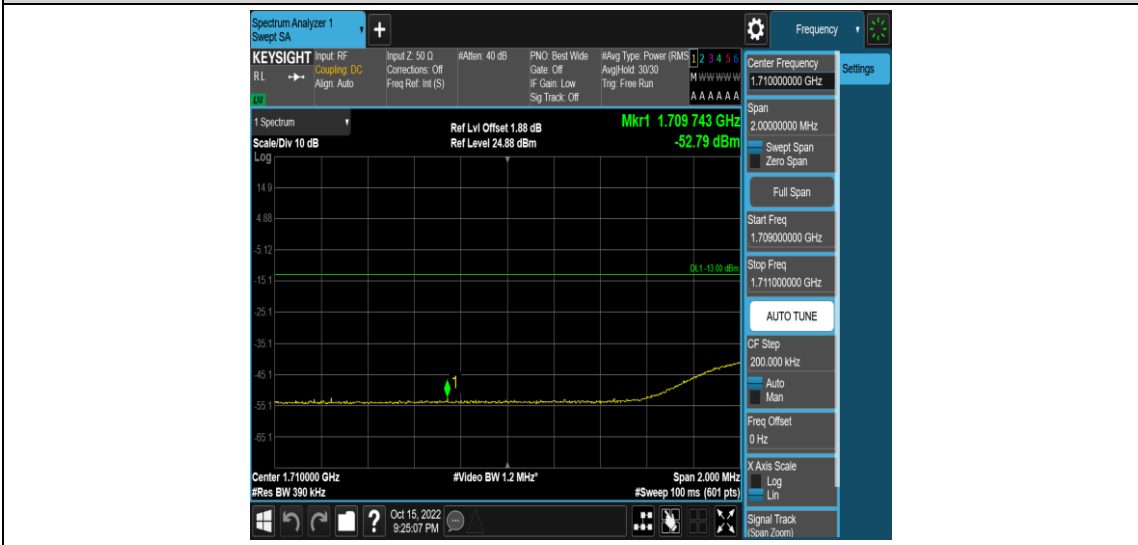 Spectrum Analyzer 1
Swept SA
+
Frequency
KEYSIGHT
RL
LXI
Input: RF
Coupling: DC
Align: Auto
Input Z: 50 Ω
Corrections: Off
Freq Ref: Int (S)
#Atten: 40 dB
PNO: Best Wide
Gate: Off
IF Gain: Low
Sig Track: Off
#Avg Type: Power (RMS
Avg|Hold: 30/30
Trig: Free Run
1 2 3 4 5 6
M W W W W W
A A A A A A
1 Spectrum
Scale/Div 10 dB
Log
Ref Lvl Offset 1.88 dB
Ref Level 24.88 dBm
Mkr1 1.709 743 GHz
-52.79 dBm
14.9
4.88
-5.12
-15.1
-25.1
-35.1
-45.1
-55.1
-65.1
DL1 -13.00 dBm
1
Center 1.710000 GHz
#Res BW 390 kHz
#Video BW 1.2 MHz*
Span 2.000 MHz
#Sweep 100 ms (601 pts)
Center Frequency
1.710000000 GHz
Settings
Span
2.00000000 MHz
Swept Span
Zero Span
Full Span
Start Freq
1.709000000 GHz
Stop Freq
1.711000000 GHz
AUTO TUNE
CF Step
200.000 kHz
Auto
Man
Freq Offset
0 Hz
X Axis Scale
Log
Lin
Signal Track
(Span Zoom)
?
Oct 15, 2022
9:25:07 PM